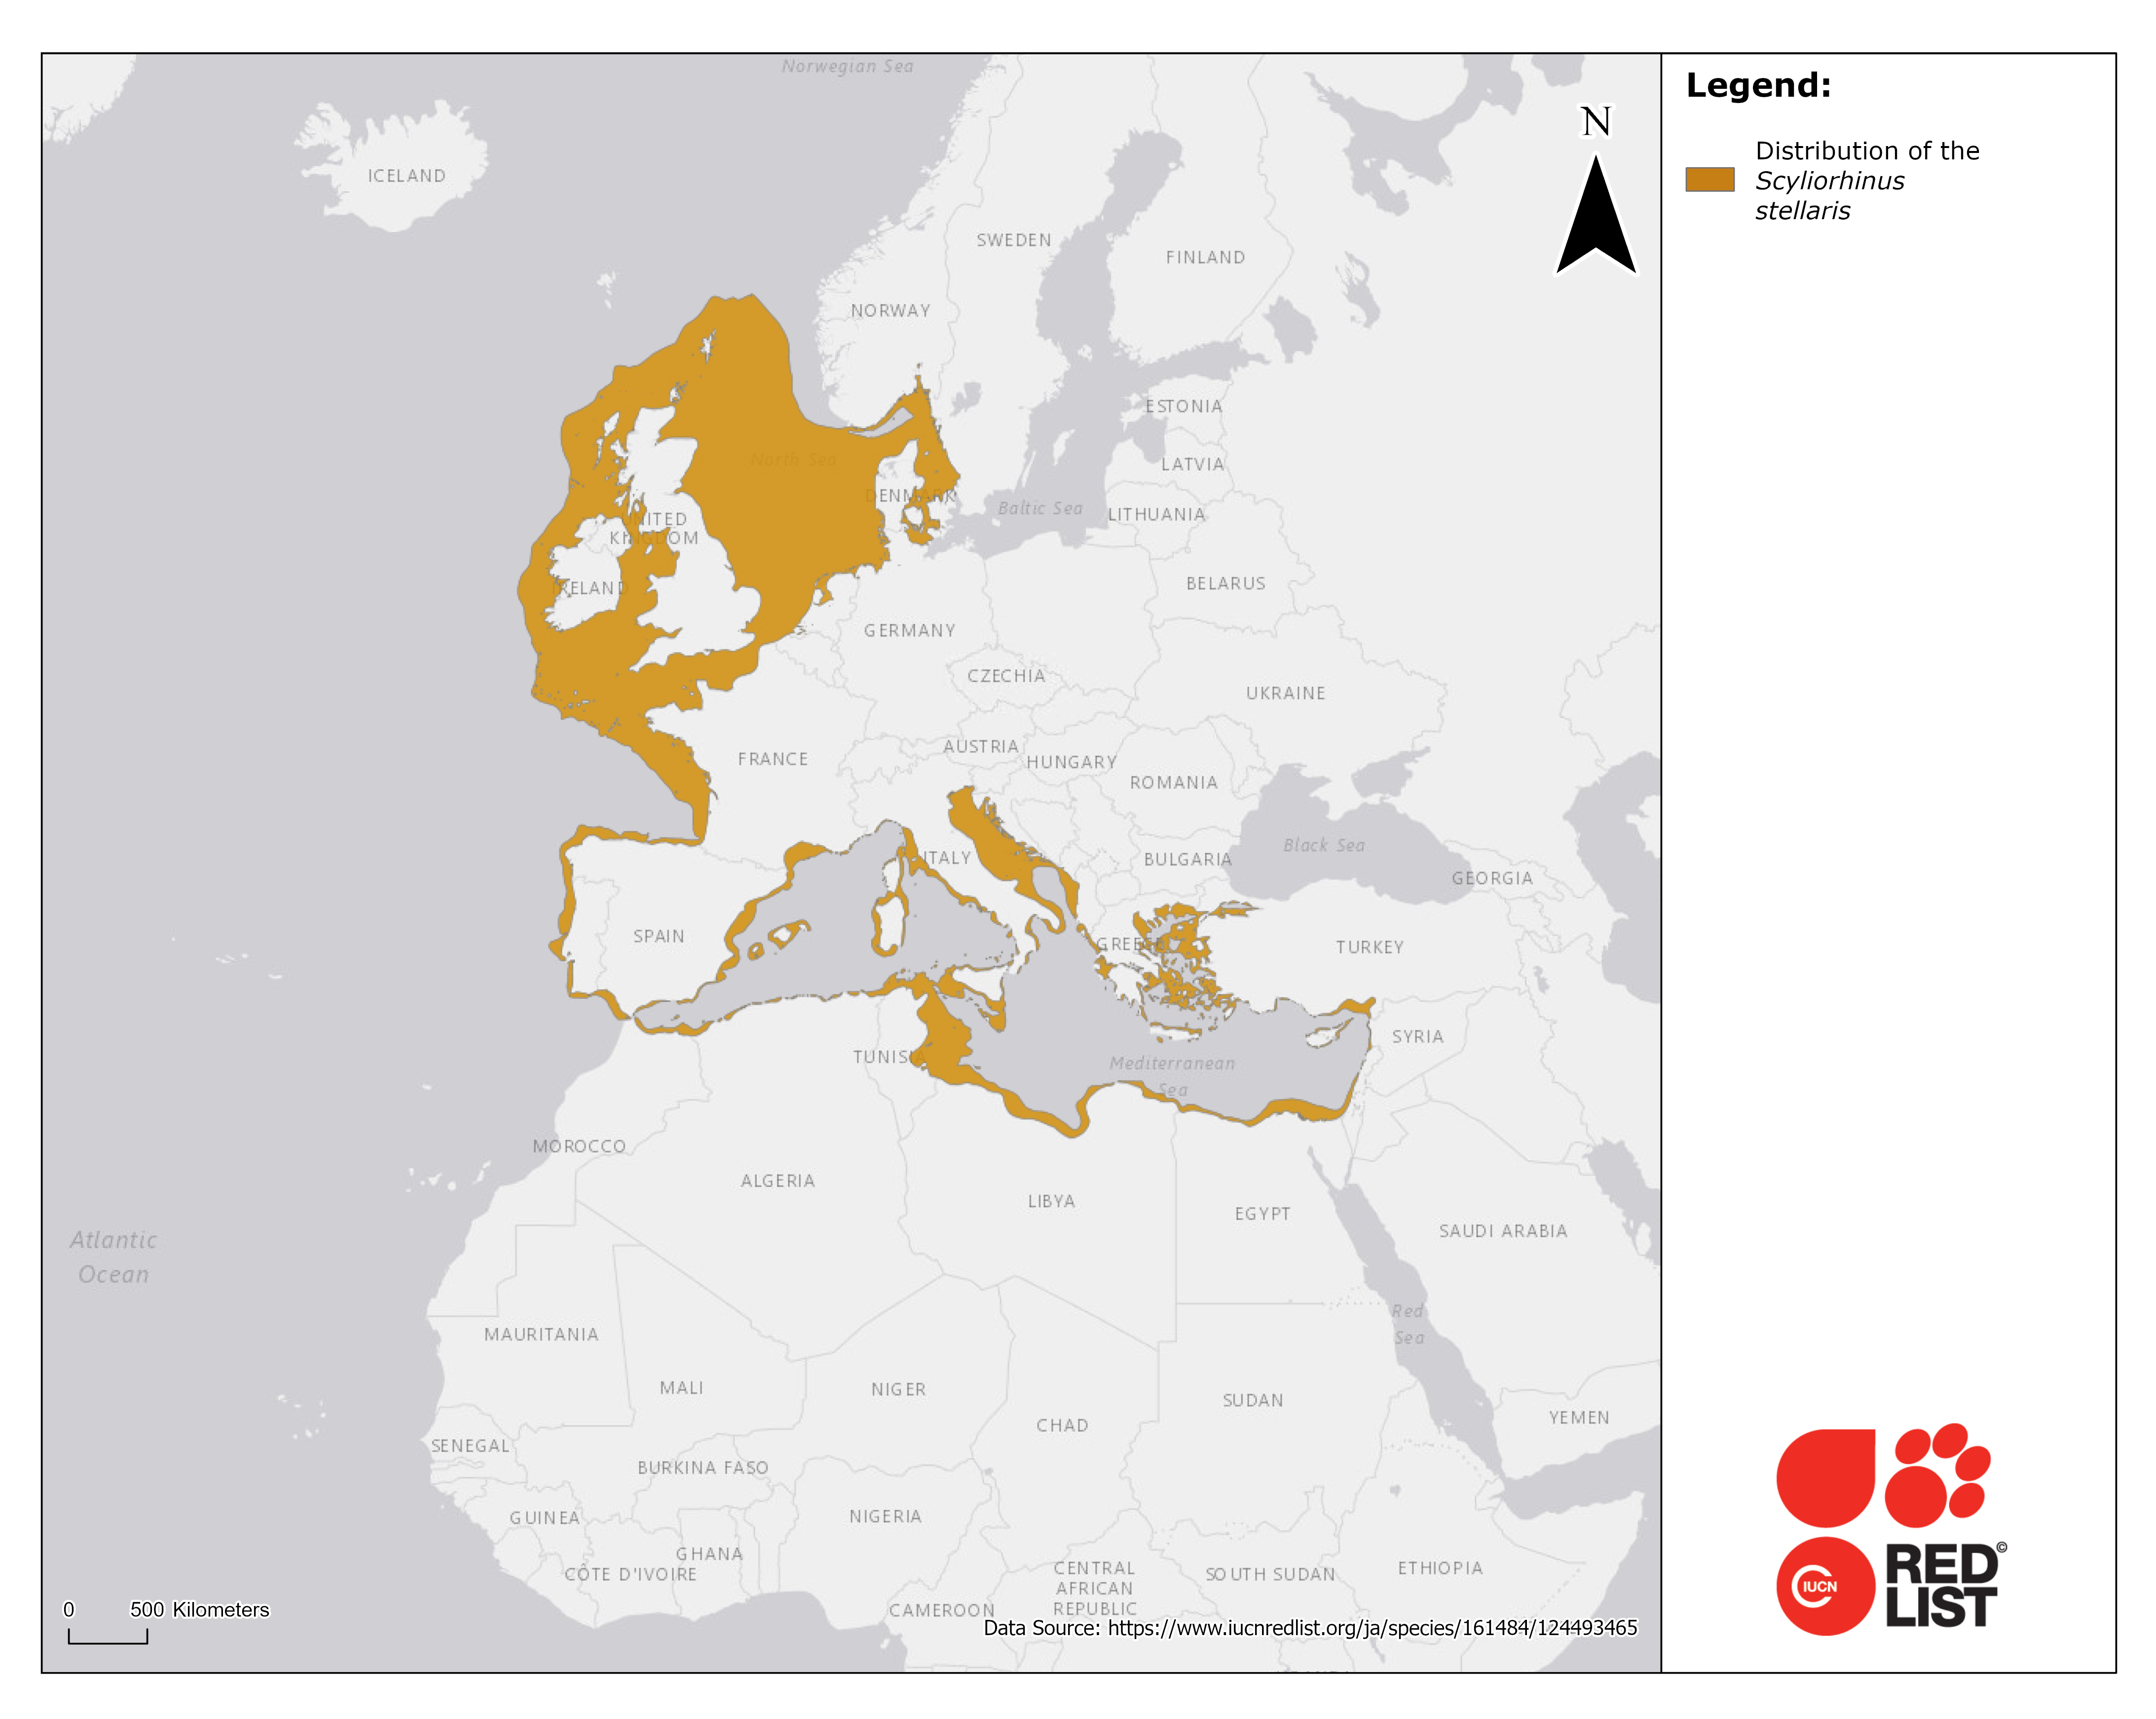 Norwegian Sea
ICELAND
SWEDEN
FINLAND
NORWAY
N
ESTONIA
North Sea
LATVIA
DENMARK
Baltic Sea
LITHUANIA
UNITED
KINGDOM
IRELAND
BELARUS
GERMANY
CZECHIA
UKRAINE
FRANCE
AUSTRIA
HUNGARY
ROMANIA
ITALY
BULGARIA
Black Sea
GEORGIA
SPAIN
GREECE
TURKEY
TUNISIA
SYRIA
Mediterranean
Sea
MOROCCO
ALGERIA
LIBYA
EGYPT
SAUDI ARABIA
Atlantic
Ocean
Red
Sea
MAURITANIA
MALI
NIGER
CHAD
SUDAN
YEMEN
SENEGAL
BURKINA FASO
GUINEA
NIGERIA
GHANA
CÔTE D'IVOIRE
CENTRAL
AFRICAN
REPUBLIC
SOUTH SUDAN
ETHIOPIA
CAMEROON
0 500 Kilometers
Data Source: https://www.iucnredlist.org/ja/species/161484/124493465
Legend:
Distribution of the
Scyliorhinus
stellaris
IUCN
RED
LIST
©